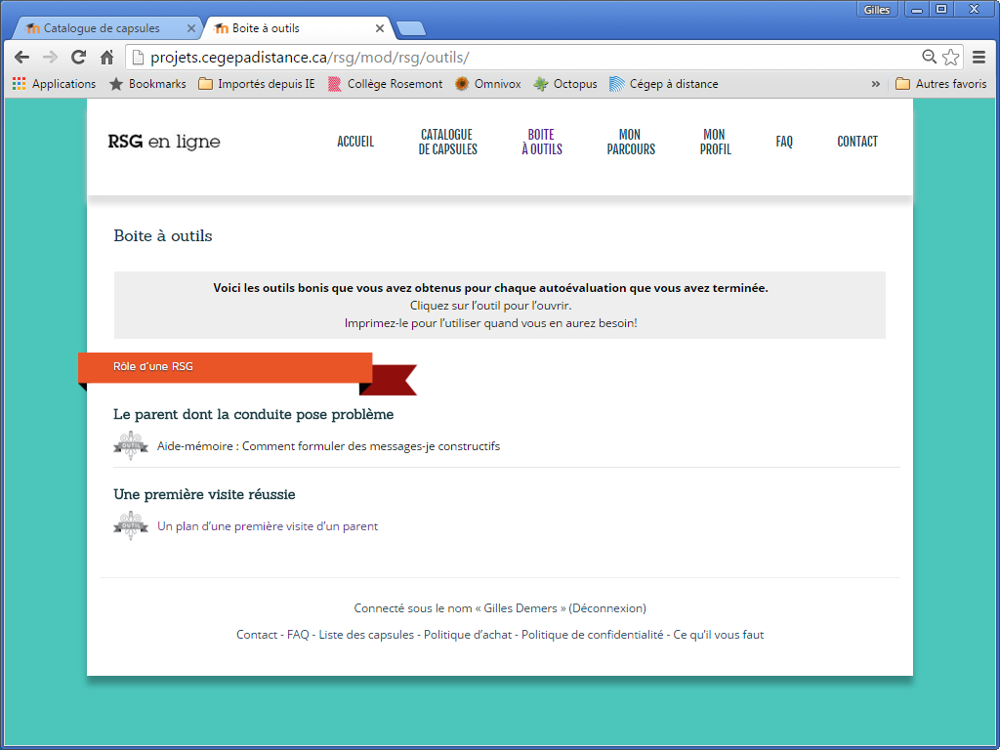 Gilles
Catalogue de capsules
Boite à outils
projets.cegepadistance.ca/rsg/mod/rsg/outils/
Applications Bookmarks Importés depuis IE Collège Rosemont Omnivox Octopus Cégep à distance » Autres favoris
RSG en ligne
ACCUEIL
CATALOGUE
DE CAPSULES
BOITE
À OUTILS
MON
PARCOURS
MON
PROFIL
FAQ
CONTACT
Boite à outils
Voici les outils bonis que vous avez obtenus pour chaque autoévaluation que vous avez terminée.
Cliquez sur l'outil pour l'ouvrir.
Imprimez-le pour l'utiliser quand vous en aurez besoin!
Rôle d'une RSG
Le parent dont la conduite pose problème
OUTIL
Aide-mémoire : Comment formuler des messages-je constructifs
Une première visite réussie
OUTIL
Un plan d'une première visite d'un parent
Connecté sous le nom « Gilles Demers » (Déconnexion)
Contact - FAQ - Liste des capsules - Politique d'achat - Politique de confidentialité - Ce qu'il vous faut